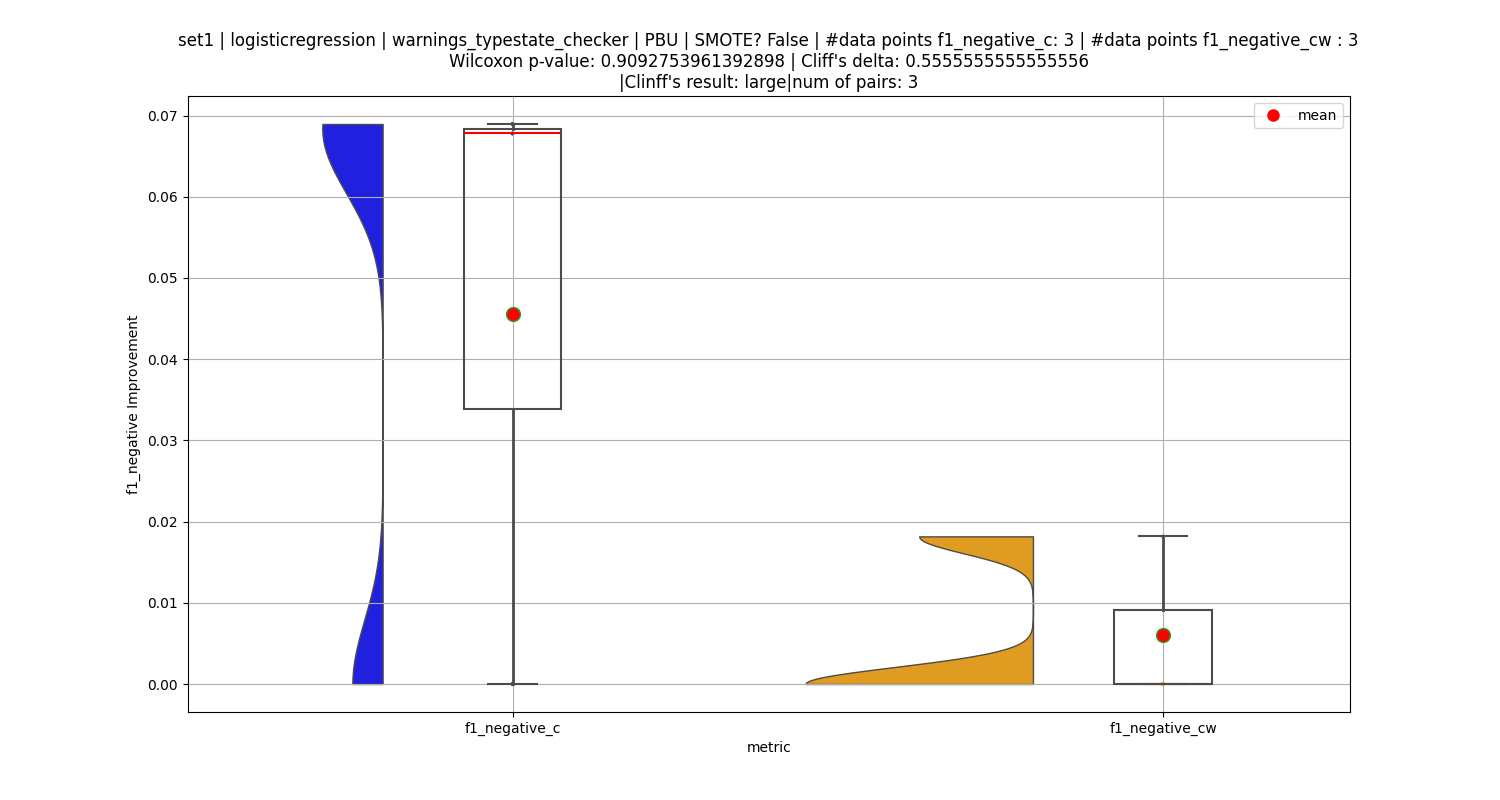 set1 | logisticregression | warnings_typestate_checker | PBU | SMOTE? False | #data points f1_negative_c: 3 | #data points f1_negative_cw : 3
Wilcoxon p-value: 0.9092753961392898 | Cliff's delta: 0.5555555555555556
|Clinff's result: large|num of pairs: 3
mean
0.07
0.06
0.05
0.04
0.03
0.02
0.01
0.00
f1_negative Improvement
f1_negative_c
f1_negative_cw
metric